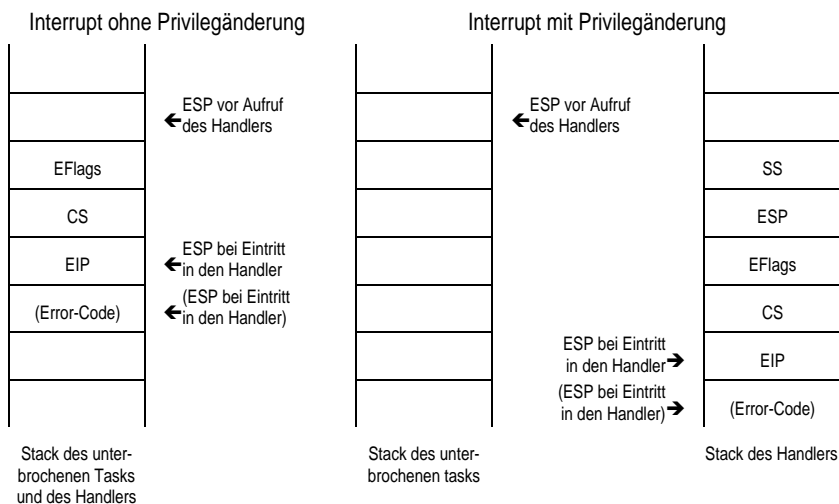 Interrupt ohne Privilegänderung
Interrupt mit Privilegänderung
ESP vor Aufruf
des Handlers
EFlags
CS
EIP
(Error-Code)
ESP bei Eintritt
in den Handler
(ESP bei Eintritt
in den Handler)
Stack des unter-
brochenen Tasks
und des Handlers
ESP vor Aufruf
des Handlers
Stack des unter-
brochenen tasks
SS
ESP
EFlags
CS
ESP bei Eintritt
in den Handler
EIP
(ESP bei Eintritt
in den Handler)
(Error-Code)
Stack des Handlers